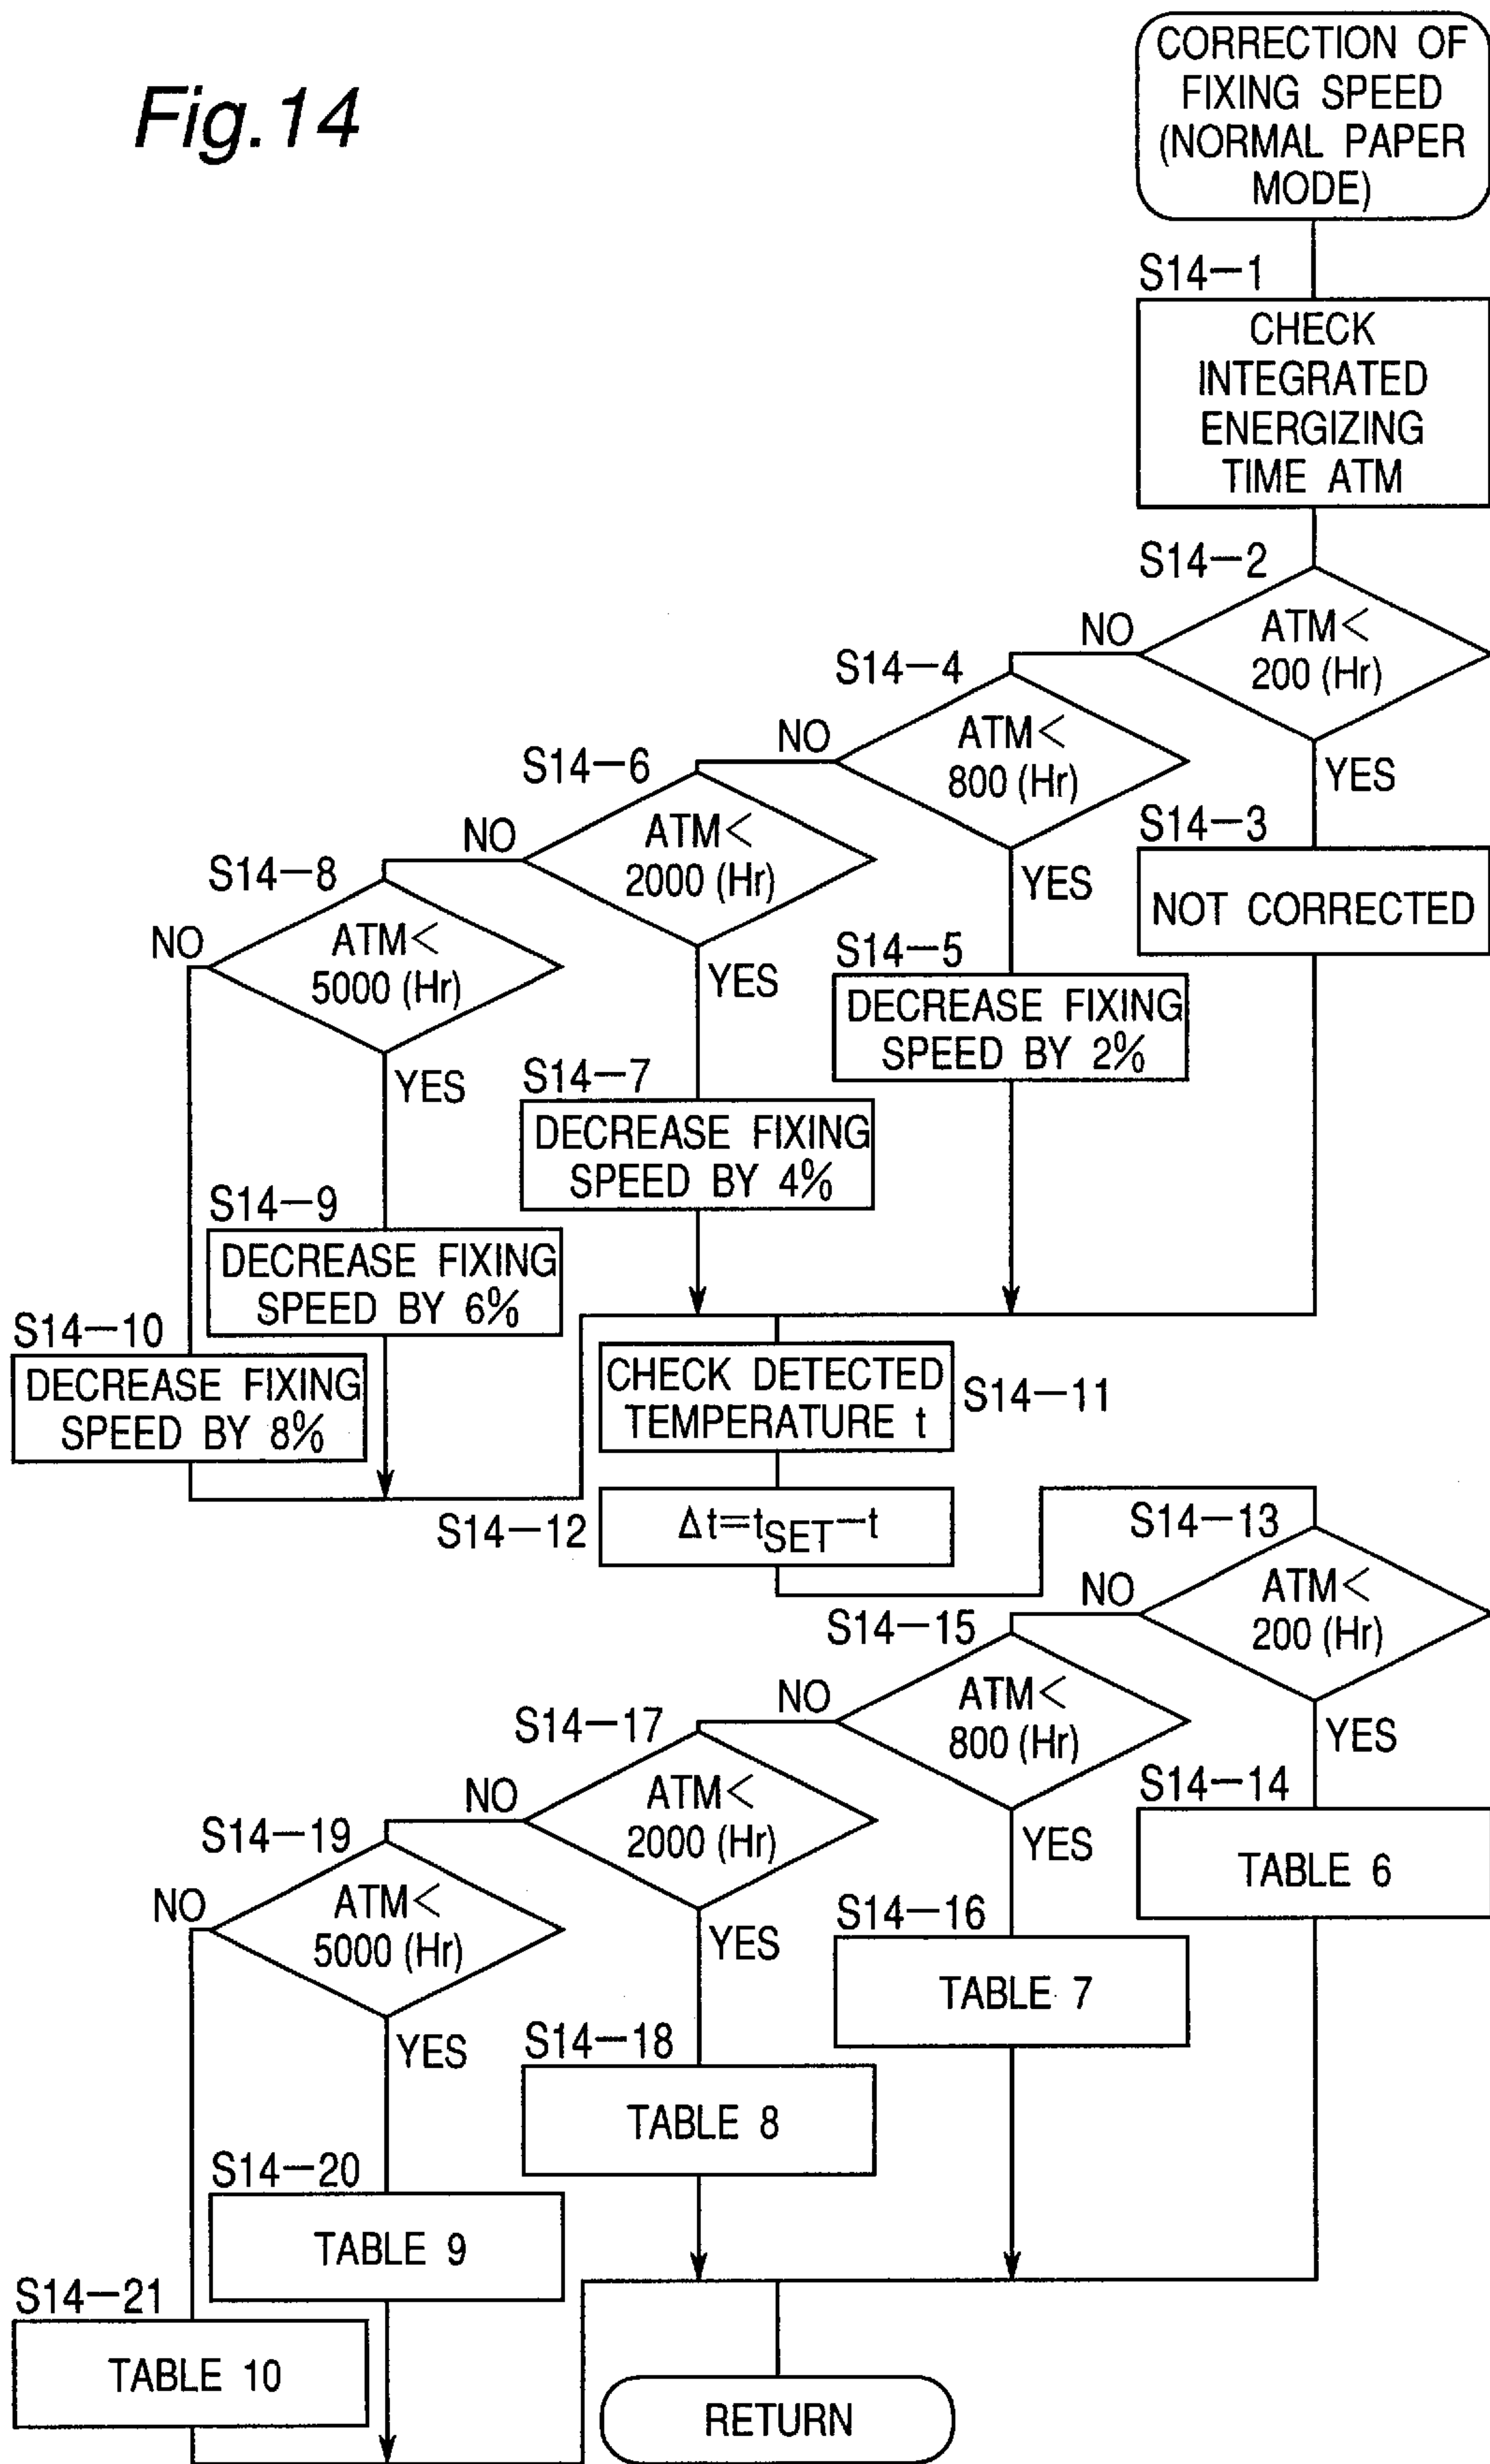 Fig.14
CORRECTION OF
FIXING SPEED
(NORMAL PAPER
MODE)
S14-1
CHECK
INTEGRATED
ENERGIZING
TIME ATM
S14-2
ATM<
200 (Hr)
NO
YES
S14-3
NOT CORRECTED
S14-4
ATM<
800 (Hr)
NO
YES
S14-5
DECREASE FIXING
SPEED BY 2%
S14-6
ATM<
2000 (Hr)
NO
YES
S14-7
DECREASE FIXING
SPEED BY 4%
S14-8
ATM<
5000 (Hr)
NO
YES
S14-9
DECREASE FIXING
SPEED BY 6%
S14-10
DECREASE FIXING
SPEED BY 8%
CHECK DETECTED
TEMPERATURE t
S14-11
S14-12
Δt=tSET-t
S14-13
ATM<
200 (Hr)
NO
YES
S14-14
TABLE 6
S14-15
ATM<
800 (Hr)
NO
YES
S14-16
TABLE 7
S14-17
ATM<
2000 (Hr)
NO
YES
S14-18
TABLE 8
S14-19
ATM<
5000 (Hr)
NO
YES
S14-20
TABLE 9
S14-21
TABLE 10
RETURN